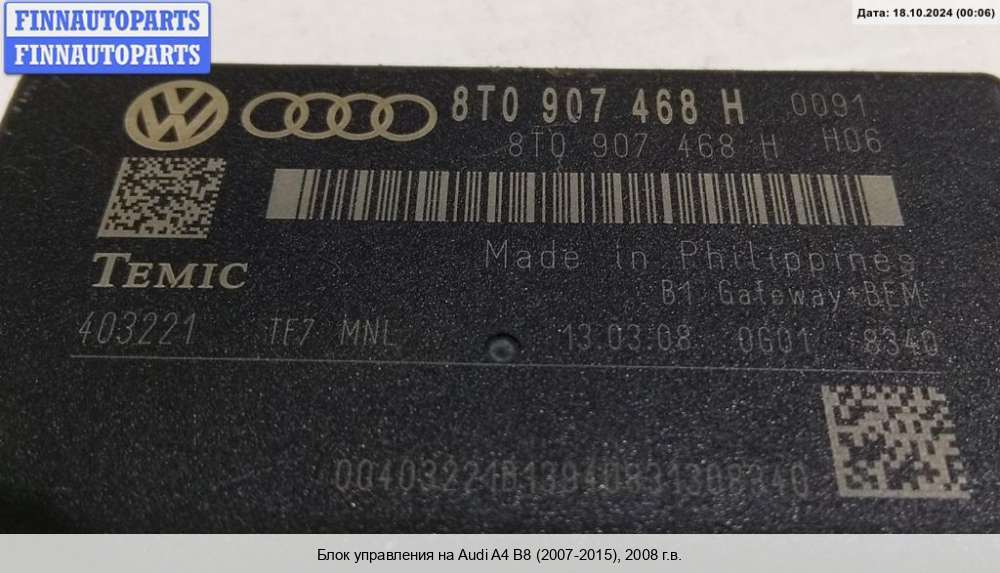 FINNAUTOPARTS
FINNAUTOPARTS
Дата: 18.10.2024 (00:06)
8T0 907 468 H 0091
8T0 907 468 H H06
TEMIC
Made in Philippines
B1 Gateway+BEM
403221 TF7 MNL 13.03.08 0G01 8340
Блок управления на Audi A4 B8 (2007-2015), 2008 г.в.